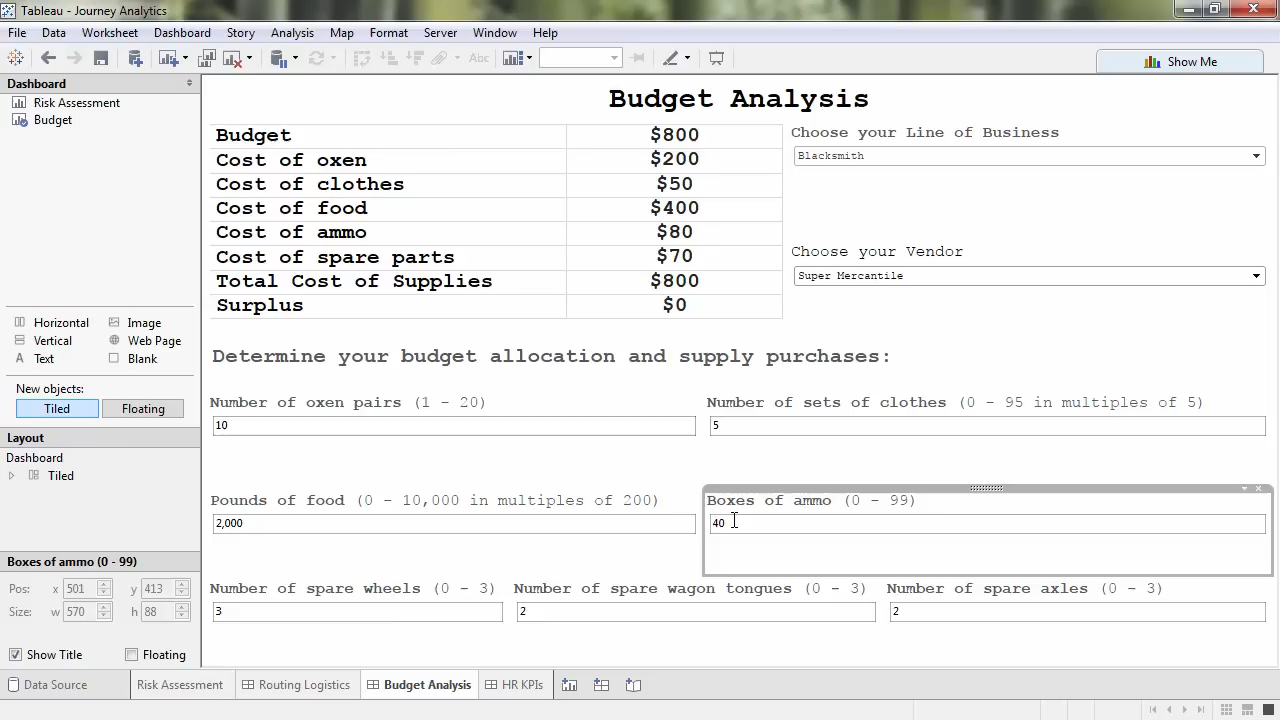 Tableau - Journey Analytics
File Data Worksheet Dashboard Story Analysis Map Format Server Window Help
Abc
Show Me
Dashboard
Risk Assessment
Budget
Horizontal Image
Vertical Web Page
A Text Blank
New objects:
Tiled Floating
Layout
Dashboard
Tiled
Boxes of ammo (0 - 99)
Pos: x 501 y 413
Size: w 570 h 88
Show Title Floating
Budget Analysis
Budget $800
Cost of oxen $200
Cost of clothes $50
Cost of food $400
Cost of ammo $80
Cost of spare parts $70
Total Cost of Supplies $800
Surplus $0
Choose your Line of Business
Blacksmith
Choose your Vendor
Super Mercantile
Determine your budget allocation and supply purchases:
Number of oxen pairs (1 - 20)
10
Number of sets of clothes (0 - 95 in multiples of 5)
5
Pounds of food (0 - 10,000 in multiples of 200)
2,000
Boxes of ammo (0 - 99)
40
Number of spare wheels (0 - 3)
3
Number of spare wagon tongues (0 - 3)
2
Number of spare axles (0 - 3)
2
Data Source Risk Assessment Routing Logistics Budget Analysis HR KPIs